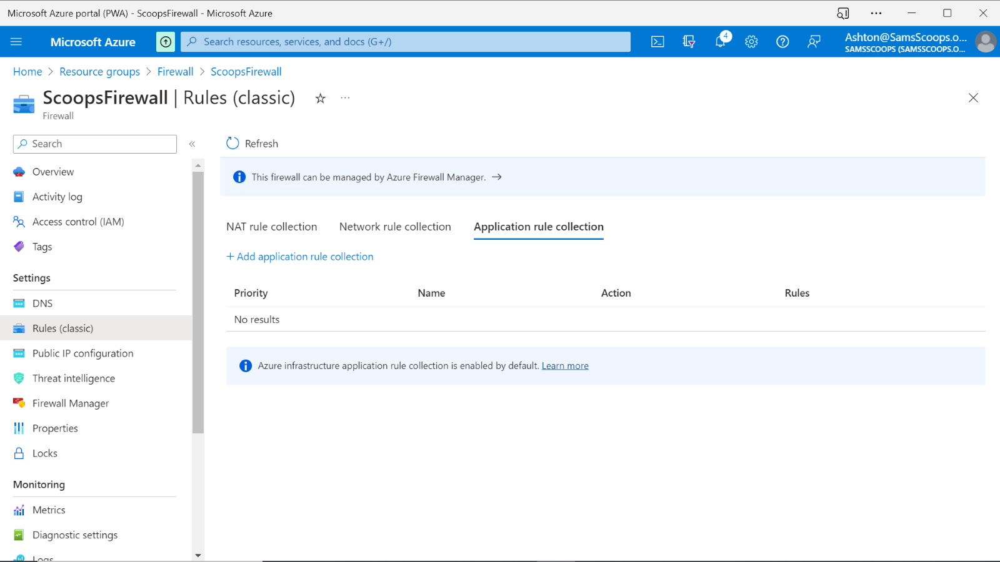 Microsoft Azure portal (PWA) - ScoopsFirewall - Microsoft Azure
Microsoft Azure
Search resources, services, and docs (G+/)
4
Ashton@SamsScoops.o...
SAMSSCOOPS (SAMSSCOOPS.O...
Home > Resource groups > Firewall > ScoopsFirewall
ScoopsFirewall | Rules (classic)
Firewall
Search
«
Refresh
Overview
This firewall can be managed by Azure Firewall Manager. →
Activity log
Access control (IAM)
NAT rule collection
Network rule collection
Application rule collection
Tags
+ Add application rule collection
Settings
Priority
Name
Action
Rules
DNS
No results
Rules (classic)
Public IP configuration
Azure infrastructure application rule collection is enabled by default. Learn more
Threat intelligence
Firewall Manager
Properties
Locks
Monitoring
Metrics
Diagnostic settings
Logs